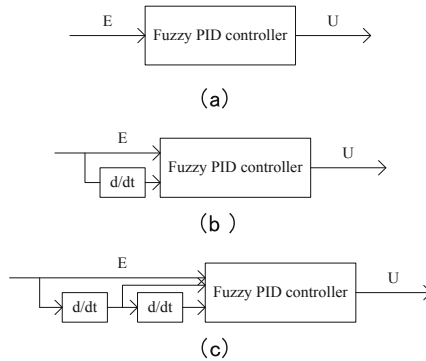 E
Fuzzy PID controller
U
(a)
E
Fuzzy PID controller
U
d/dt
(b)
E
Fuzzy PID controller
U
d/dt
d/dt
(c)